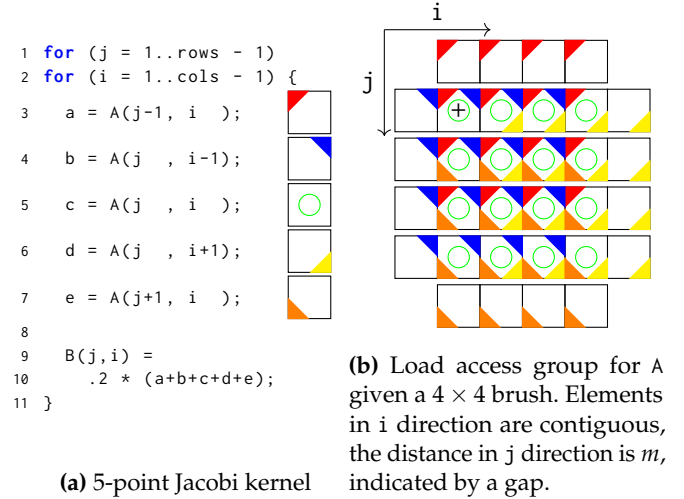 1 for (j = 1..rows - 1)
2 for (i = 1..cols - 1) {
3 a = A(j-1, i  );
4 b = A(j  , i-1);
5 c = A(j  , i  );
6 d = A(j  , i+1);
7 e = A(j+1, i  );
8
9 B(j,i) =
10 .2 * (a+b+c+d+e);
11 }
(a) 5-point Jacobi kernel
i
j
+
(b) Load access group for A
given a 4 × 4 brush. Elements
in i direction are contiguous,
the distance in j direction is m,
indicated by a gap.